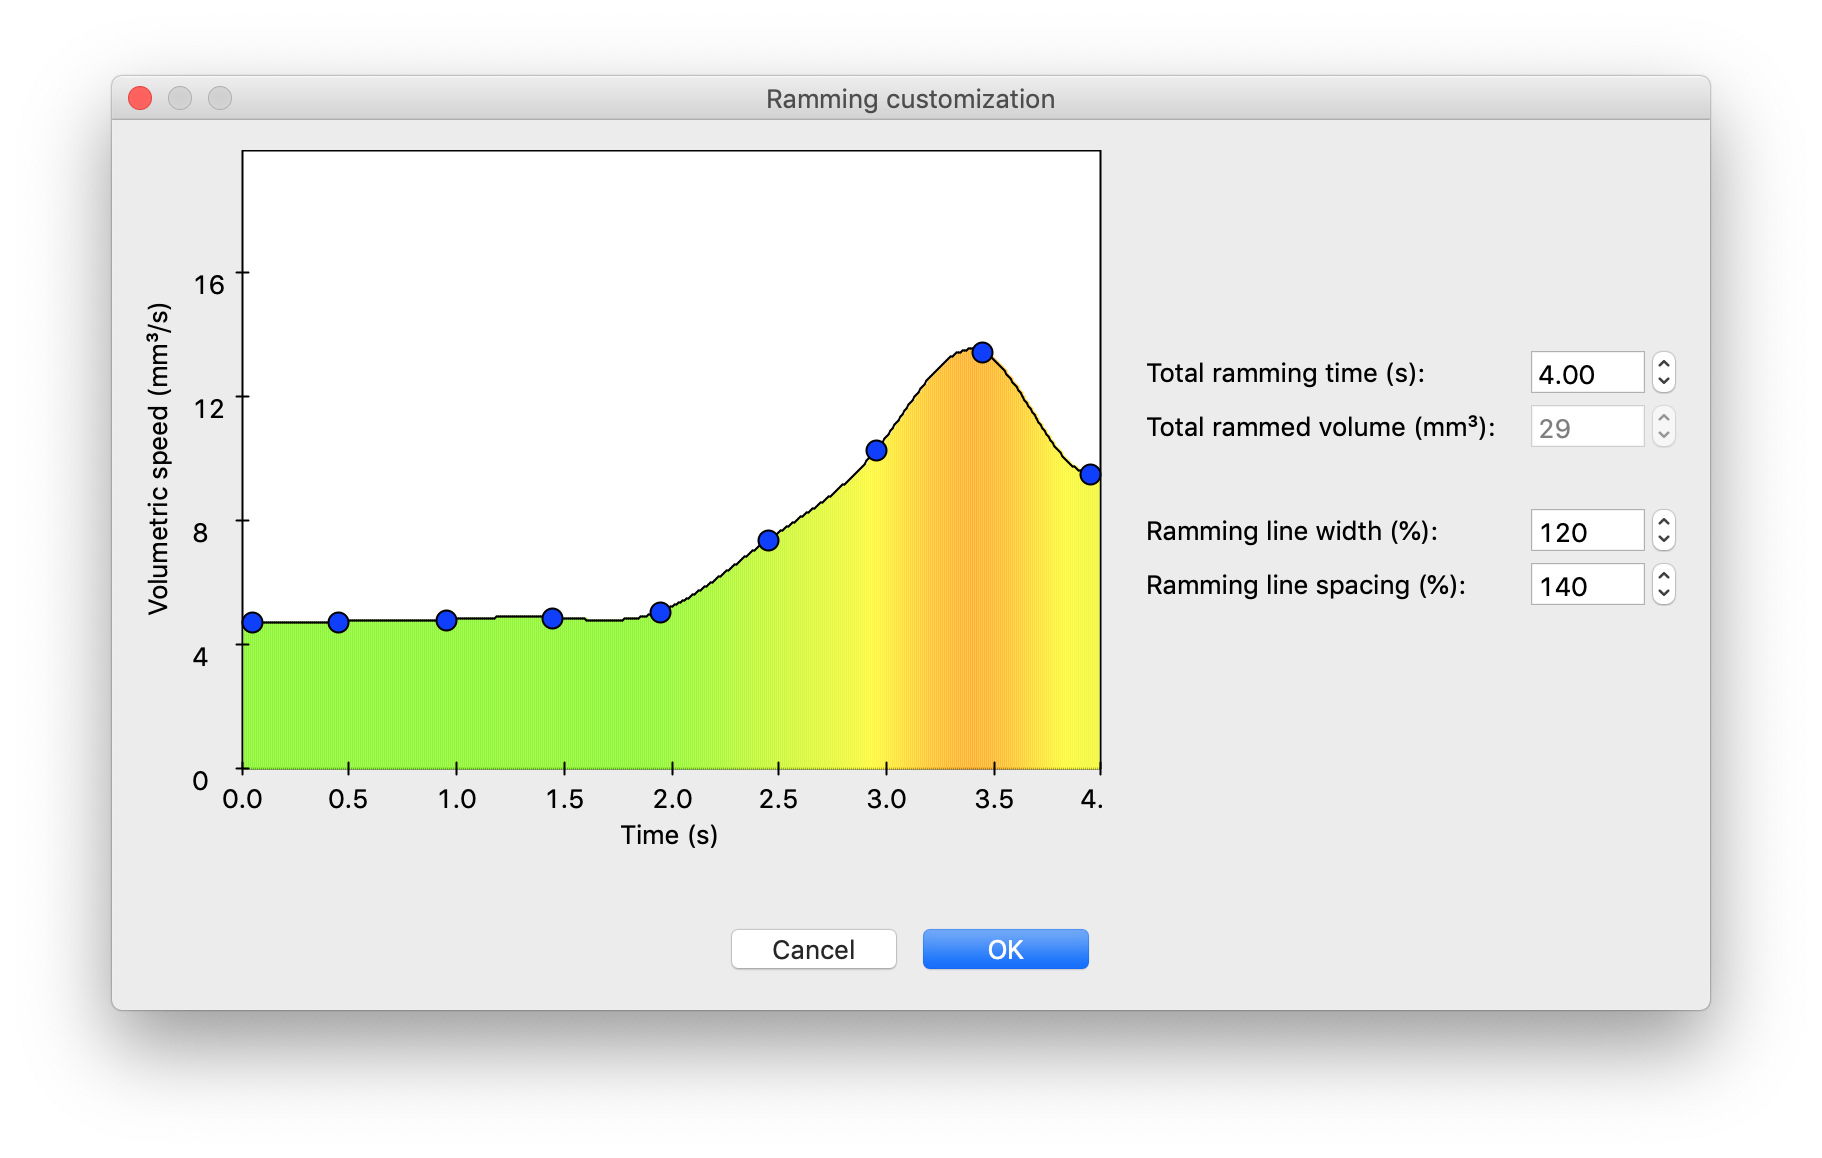 Ramming customization
16
12
8
4
0
Volumetric speed (mm³/s)
0.0 0.5 1.0 1.5 2.0 2.5 3.0 3.5 4.
Time (s)
Total ramming time (s): 4.00
Total rammed volume (mm³): 29
Ramming line width (%): 120
Ramming line spacing (%): 140
Cancel OK